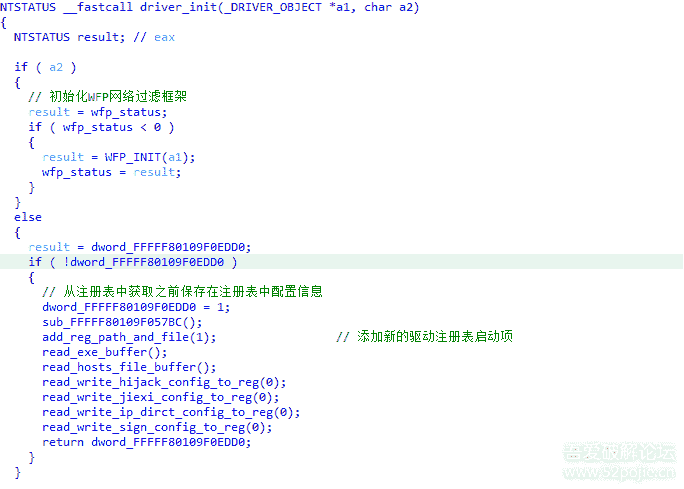 NTSTATUS __fastcall driver_init(_DRIVER_OBJECT *a1, char a2)
{
  NTSTATUS result; // eax

  if ( a2 )
  {
    // 初始化WFP网络过滤框架
    result = wfp_status;
    if ( wfp_status < 0 )
    {
      result = WFP_INIT(a1);
      wfp_status = result;
    }
  }
  else
  {
    result = dword_FFFFF80109F0EDD0;
    if ( !dword_FFFFF80109F0EDD0 )
    {
      // 从注册表中获取之前保存在注册表中配置信息
      dword_FFFFF80109F0EDD0 = 1;
      sub_FFFFF80109F057BC();
      add_reg_path_and_file(1);                 // 添加新的驱动注册表启动项
      read_exe_buffer();
      read_hosts_file_buffer();
      read_write_hijack_config_to_reg(0);
      read_write_jiexi_config_to_reg(0);
      read_write_ip_dirct_config_to_reg(0);
      read_write_sign_config_to_reg(0);
      return dword_FFFFF80109F0EDD0;
    }
  }
吾爱破解论坛
www.52pojie.cn